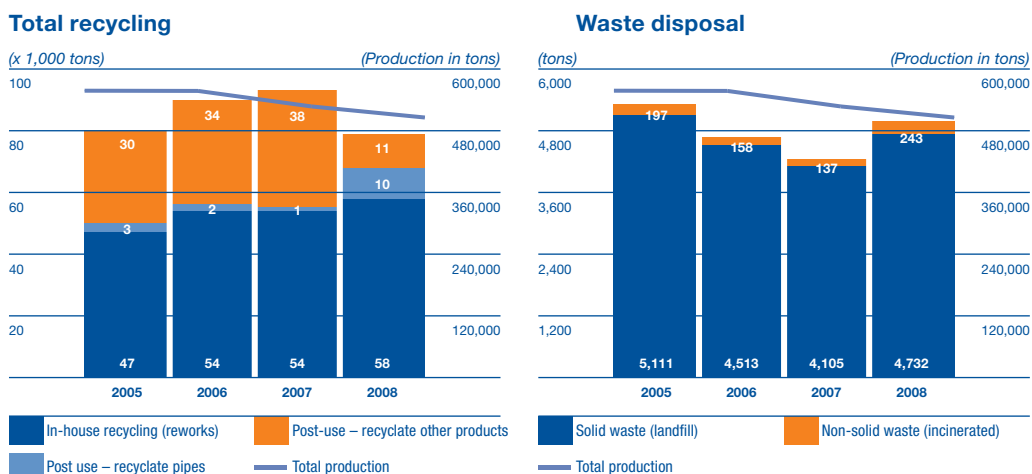 Total recycling
(x 1,000 tons) (Production in tons)
100 600,000
80 480,000
60 360,000
40 240,000
20 120,000
30 34 38 11
3 2 1 10
47 54 54 58
2005 2006 2007 2008
In-house recycling (reworks) Post-use – recyclate other products
Post use – recyclate pipes Total production
Waste disposal
(tons) (Production in tons)
6,000 600,000
4,800 480,000
3,600 360,000
2,400 240,000
1,200 120,000
197 158 137 243
5,111 4,513 4,105 4,732
2005 2006 2007 2008
Solid waste (landfill) Non-solid waste (incinerated)
Total production